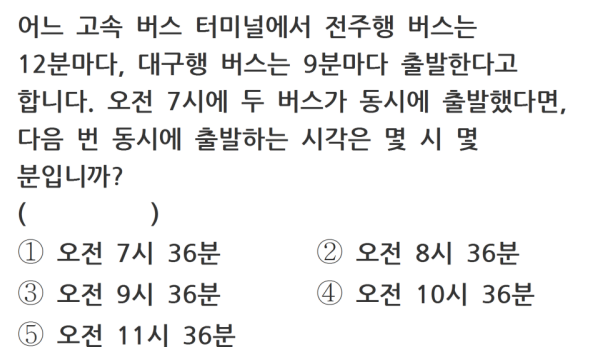 어느 고속 버스 터미널에서 전주행 버스는
12분마다, 대구행 버스는 9분마다 출발한다고
합니다. 오전 7시에 두 버스가 동시에 출발했다면,
다음 번 동시에 출발하는 시각은 몇 시 몇
분입니까?
(          )
① 오전 7시 36분 ② 오전 8시 36분
③ 오전 9시 36분 ④ 오전 10시 36분
⑤ 오전 11시 36분